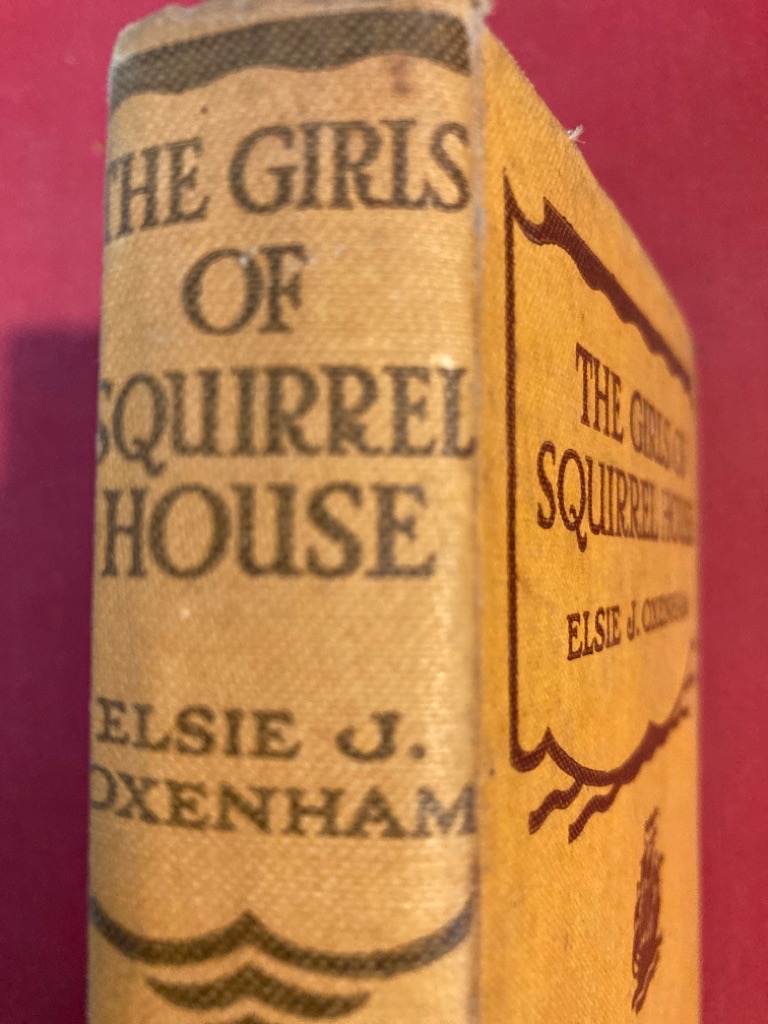 THE GIRLS
OF
SQUIRREL
HOUSE
ELSIE J.
OXENHAM
THE GIRLS OF
SQUIRREL HOUSE
ELSIE J. OXENHAM